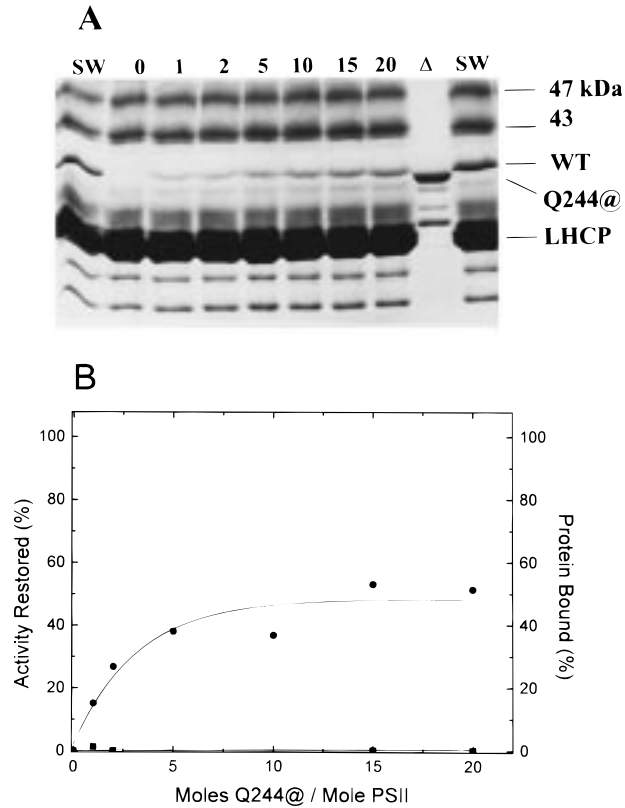 A
SW 0 1 2 5 10 15 20 Δ SW
47 kDa
43
WT
Q244@
LHCP
B
100 100
80 80
60 60
40 40
20 20
0 0
0 5 10 15 20
Activity Restored (%)
Protein Bound (%)
Moles Q244@ / Mole PSII